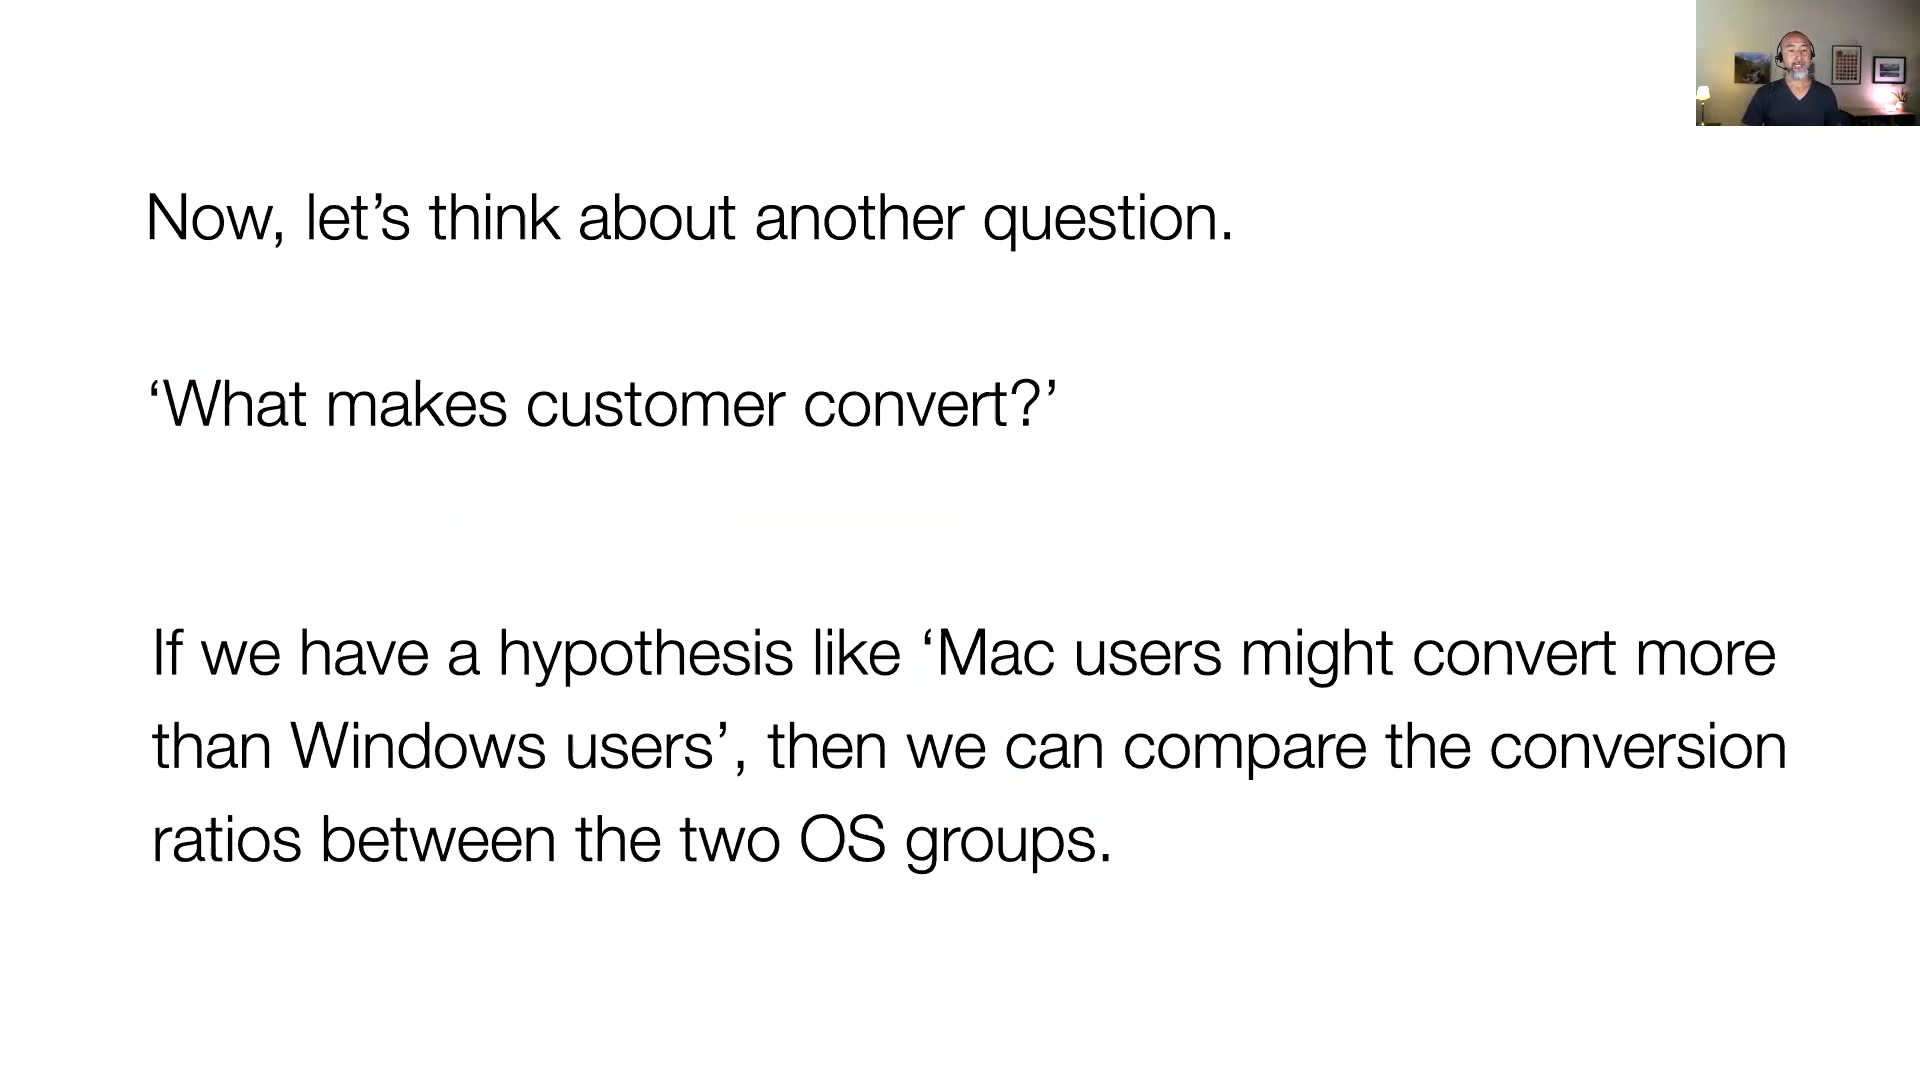 Now, let’s think about another question.
‘What makes customer convert?’
If we have a hypothesis like ‘Mac users might convert more
than Windows users’, then we can compare the conversion
ratios between the two OS groups.